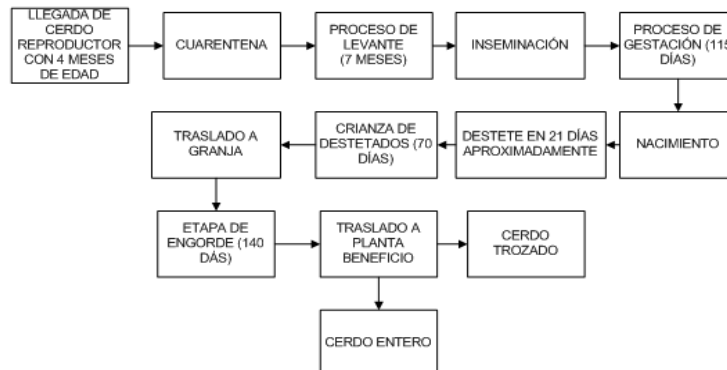 LLEGADA DE
CERDO
REPRODUCTOR
CON 4 MESES
DE EDAD
CUARENTENA
PROCESO DE
LEVANTE
(7 MESES)
INSEMINACIÓN
PROCESO DE
GESTACIÓN (115
DÍAS)
NACIMIENTO
DESTETE EN 21 DÍAS
APROXIMADAMENTE
CRIANZA DE
DESTETADOS (70
DÍAS)
TRASLADO A
GRANJA
ETAPA DE
ENGORDE (140
DÁS)
TRASLADO A
PLANTA
BENEFICIO
CERDO
TROZADO
CERDO ENTERO